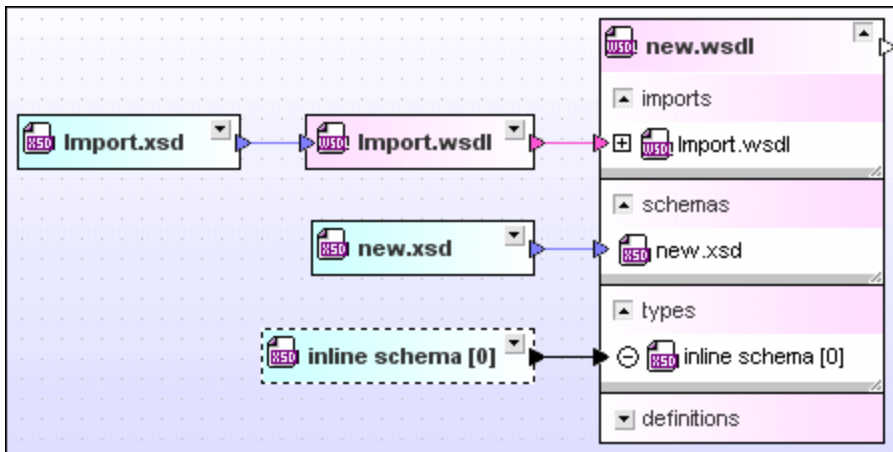 new.wsdl
imports
Import.xsd
Import.wsdl
Import.wsdl
schemas
new.xsd
new.xsd
types
inline schema [0]
inline schema [0]
definitions